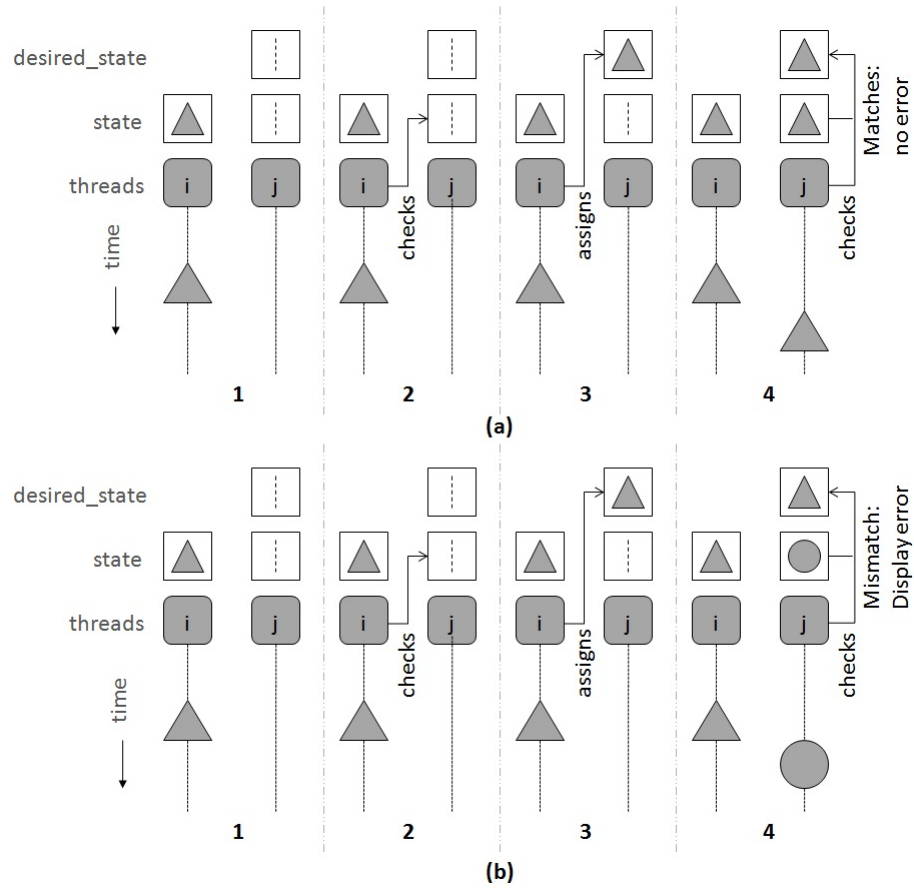 desired_state
state
threads
i j i j i j i j
checks
assigns
checks
Matches:
no error
time
1 2 3 4
(a)
desired_state
state
threads
i j i j i j i j
checks
assigns
checks
Mismatch:
Display error
time
1 2 3 4
(b)